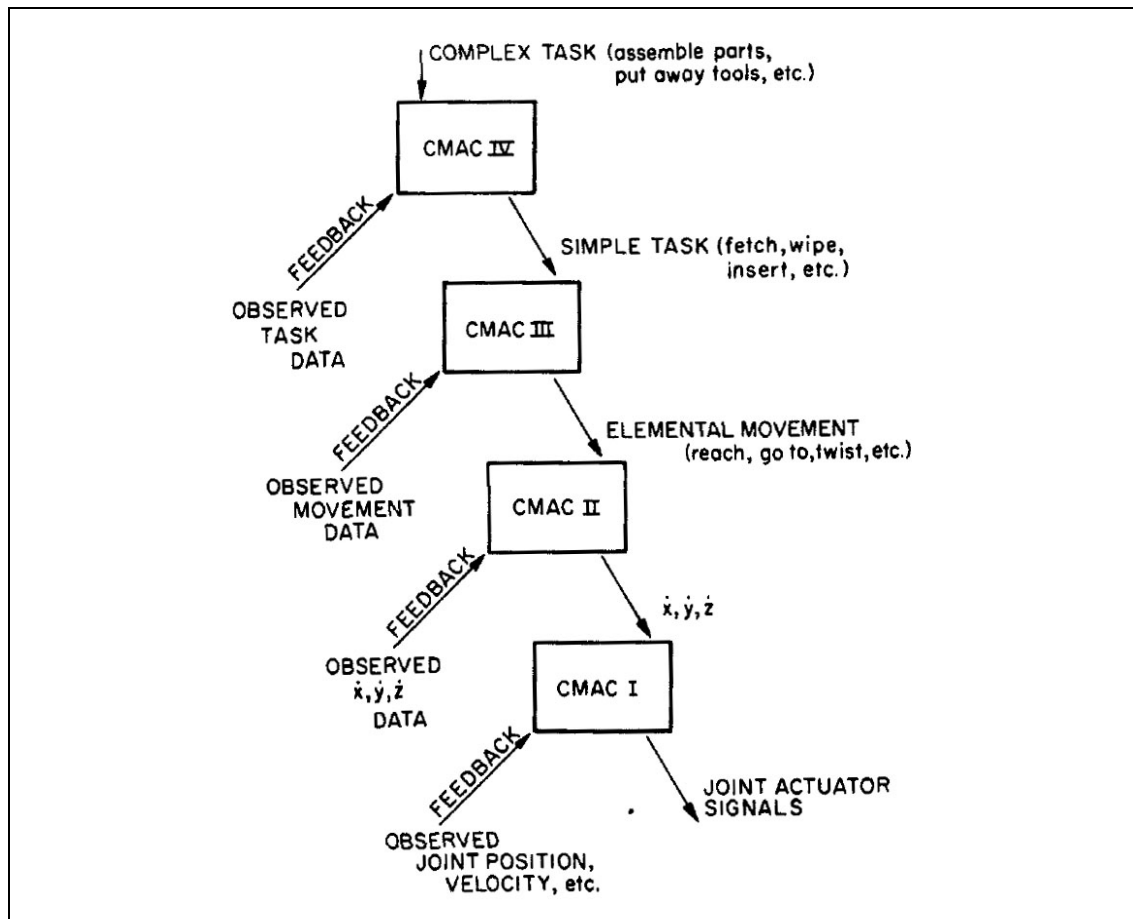 COMPLEX TASK (assemble parts,
put away tools, etc.)
CMAC IV
FEEDBACK
OBSERVED
TASK
DATA
SIMPLE TASK (fetch, wipe,
insert, etc.)
CMAC III
FEEDBACK
OBSERVED
MOVEMENT
DATA
ELEMENTAL MOVEMENT
(reach, go to, twist, etc.)
CMAC II
FEEDBACK
OBSERVED
ẋ, ẏ, ż
DATA
ẋ, ẏ, ż
CMAC I
FEEDBACK
OBSERVED
JOINT POSITION,
VELOCITY, etc.
JOINT ACTUATOR
SIGNALS